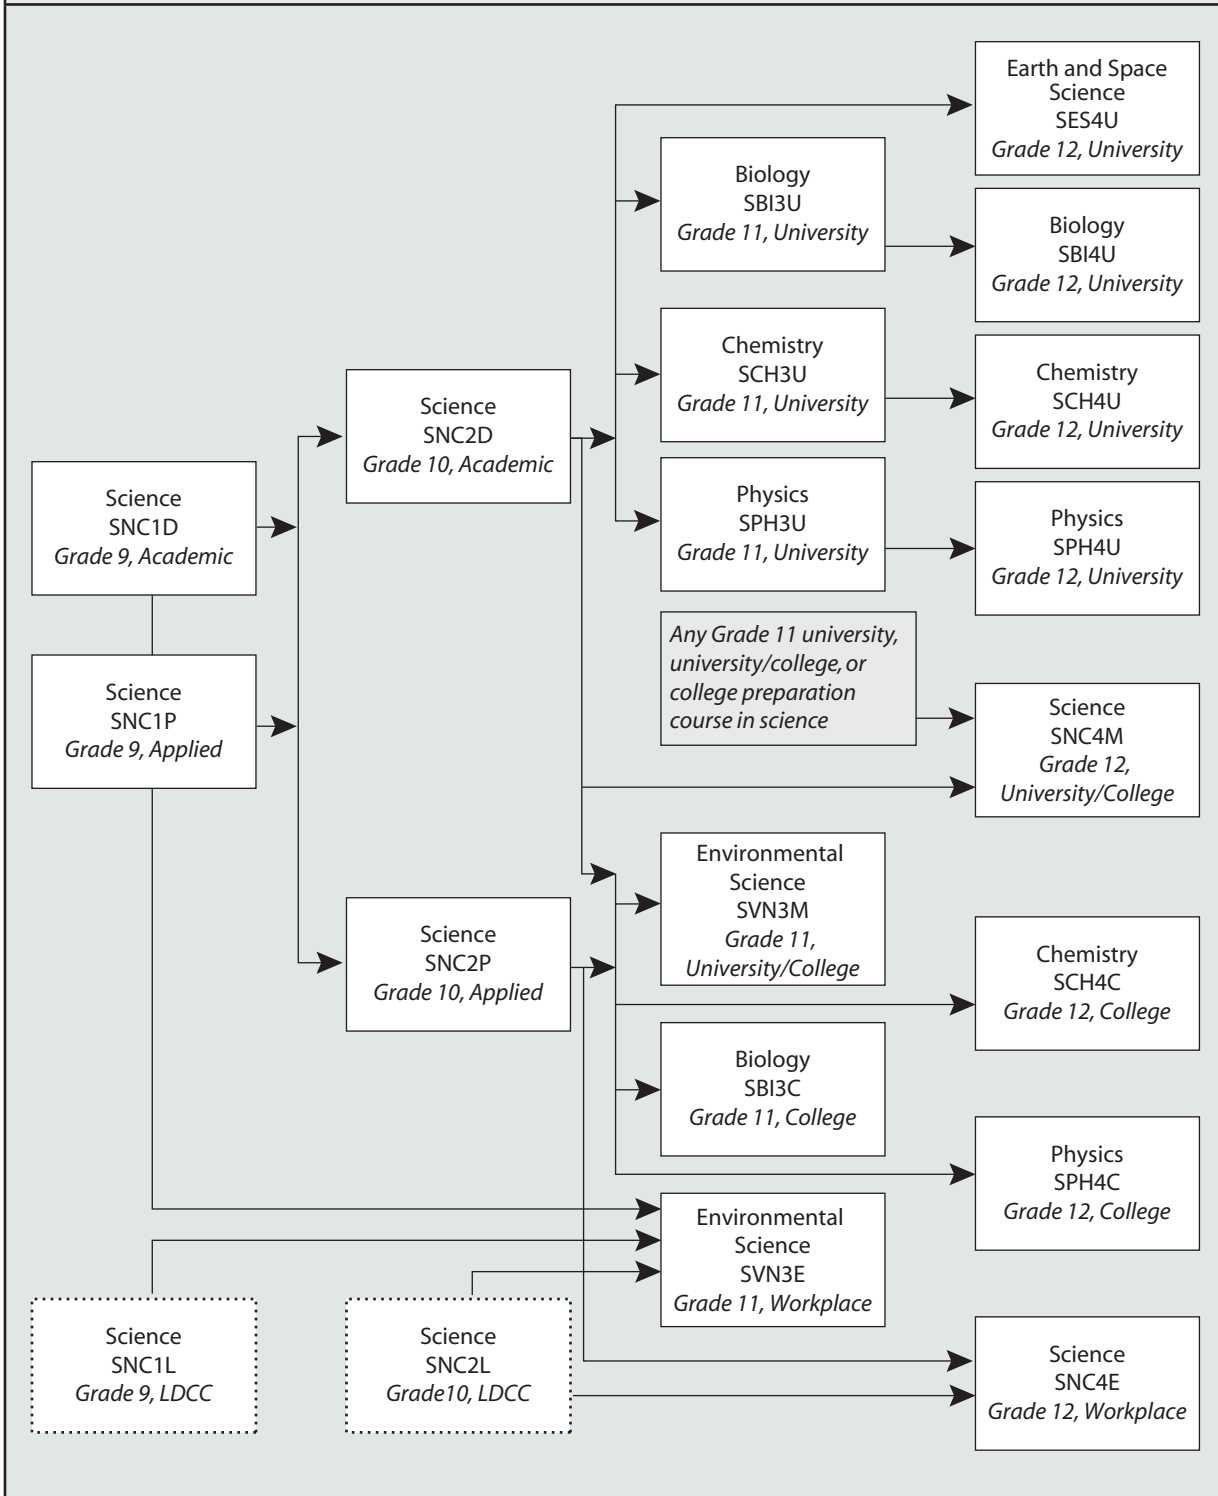 Earth and Space
Science
SES4U
Grade 12, University
Biology
SBI3U
Grade 11, University
Biology
SBI4U
Grade 12, University
Chemistry
SCH3U
Grade 11, University
Chemistry
SCH4U
Grade 12, University
Science
SNC2D
Grade 10, Academic
Science
SNC1D
Grade 9, Academic
Physics
SPH3U
Grade 11, University
Physics
SPH4U
Grade 12, University
Any Grade 11 university,
university/college, or
college preparation
course in science
Science
SNC1P
Grade 9, Applied
Science
SNC4M
Grade 12,
University/College
Environmental
Science
SVN3M
Grade 11,
University/College
Science
SNC2P
Grade 10, Applied
Chemistry
SCH4C
Grade 12, College
Biology
SBI3C
Grade 11, College
Physics
SPH4C
Grade 12, College
Environmental
Science
SVN3E
Grade 11, Workplace
Science
SNC1L
Grade 9, LDCC
Science
SNC2L
Grade10, LDCC
Science
SNC4E
Grade 12, Workplace